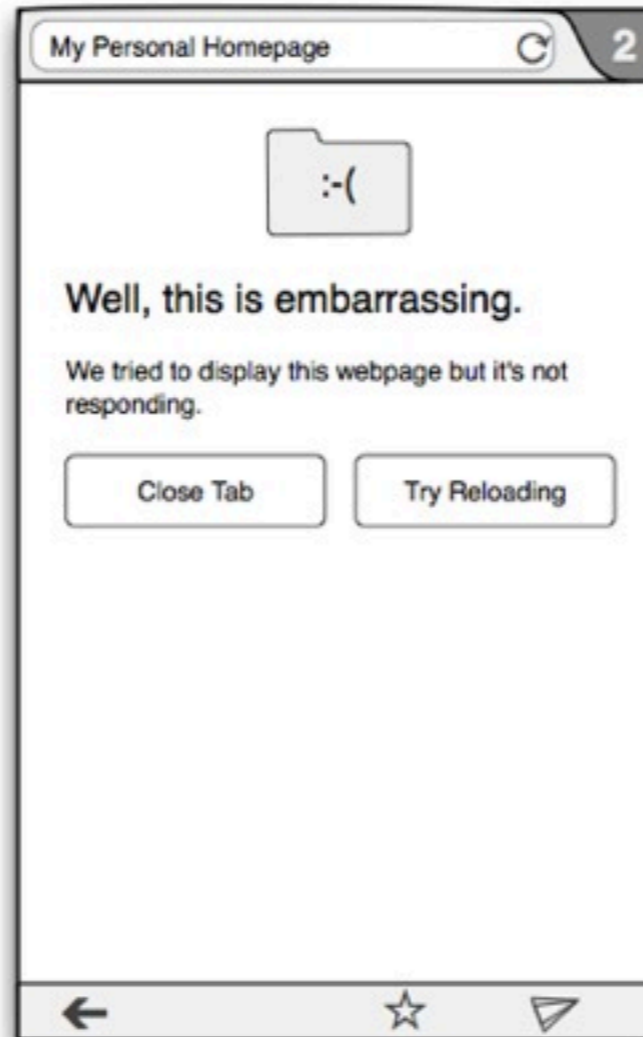 My Personal Homepage
2
:-(
Well, this is embarrassing.
We tried to display this webpage but it's not
responding.
Close Tab
Try Reloading